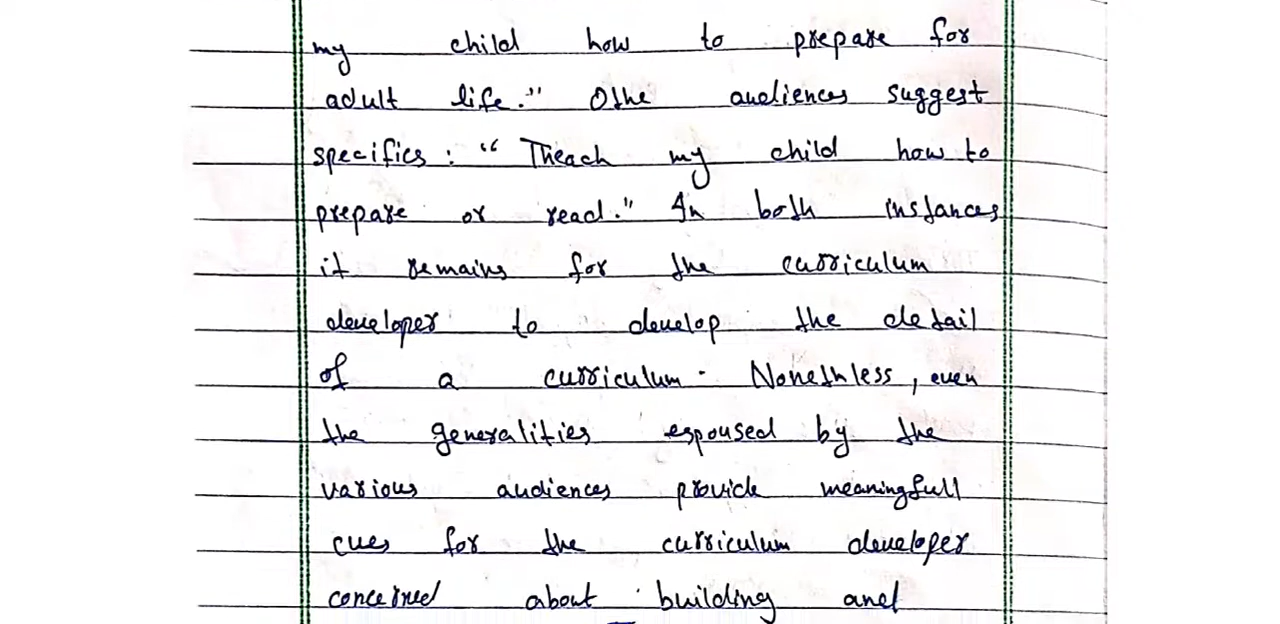 my child how to prepare for
adult life." Othe audiences suggest
specifics: "Theach my child how to
prepare or read." In both instances
it remains for the curriculum
developer to develop the detail
of a curriculum. Nonethless, even
the generalities espoused by the
various audiences provide meaningfull
cues for the curriculum developer
concerned about building and